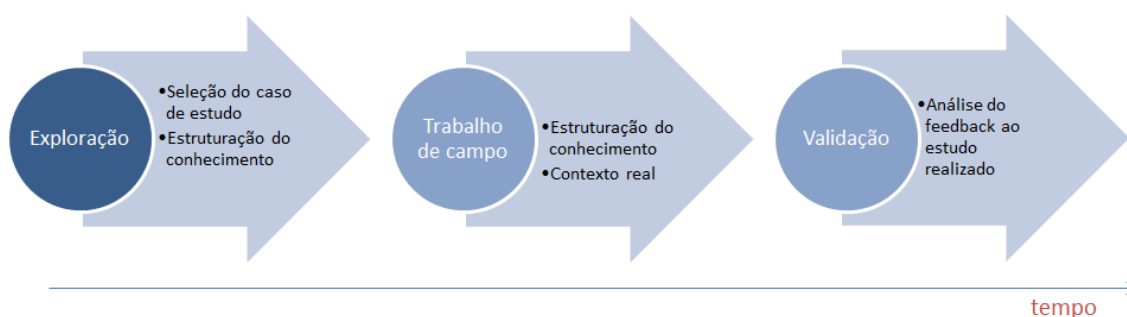 Exploração
•Seleção do caso
de estudo
•Estruturação do
conhecimento
Trabalho
de campo
•Estruturação do
conhecimento
•Contexto real
Validação
•Análise do
feedback ao
estudo
realizado
tempo